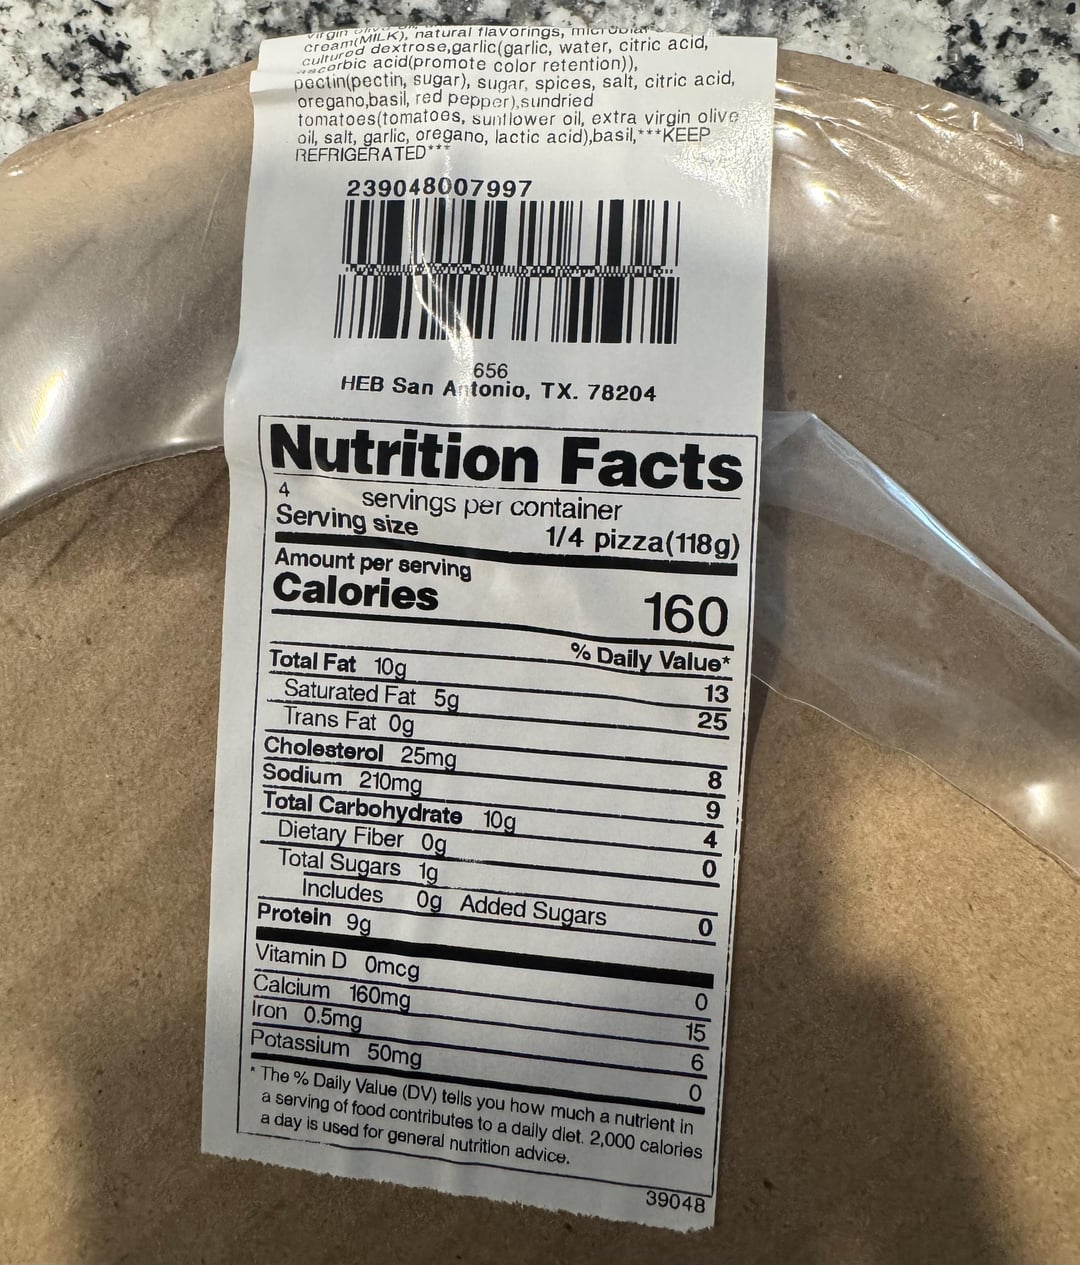 virgin natural flavorings,
cream(MILK),
cultured dextrose,garlic(garlic, water, citric acid,
ascorbic acid(promote color retention)),
pectin(pectin, sugar), sugar, spices, salt, citric acid,
oregano,basil, red pepper),sundried
tomatoes(tomatoes, sunflower oil, extra virgin olive
oil, salt, garlic, oregano, lactic acid),basil,***KEEP
REFRIGERATED***
239048007997
656
HEB San Antonio, TX. 78204
Nutrition Facts
4 servings per container
Serving size 1/4 pizza(118g)
Amount per serving
Calories 160
% Daily Value*
Total Fat 10g 13
Saturated Fat 5g 25
Trans Fat 0g
Cholesterol 25mg 8
Sodium 210mg 9
Total Carbohydrate 10g 4
Dietary Fiber 0g 0
Total Sugars 1g
Includes 0g Added Sugars 0
Protein 9g
Vitamin D 0mcg 0
Calcium 160mg 15
Iron 0.5mg 6
Potassium 50mg 0
* The % Daily Value (DV) tells you how much a nutrient in
a serving of food contributes to a daily diet. 2,000 calories
a day is used for general nutrition advice.
39048